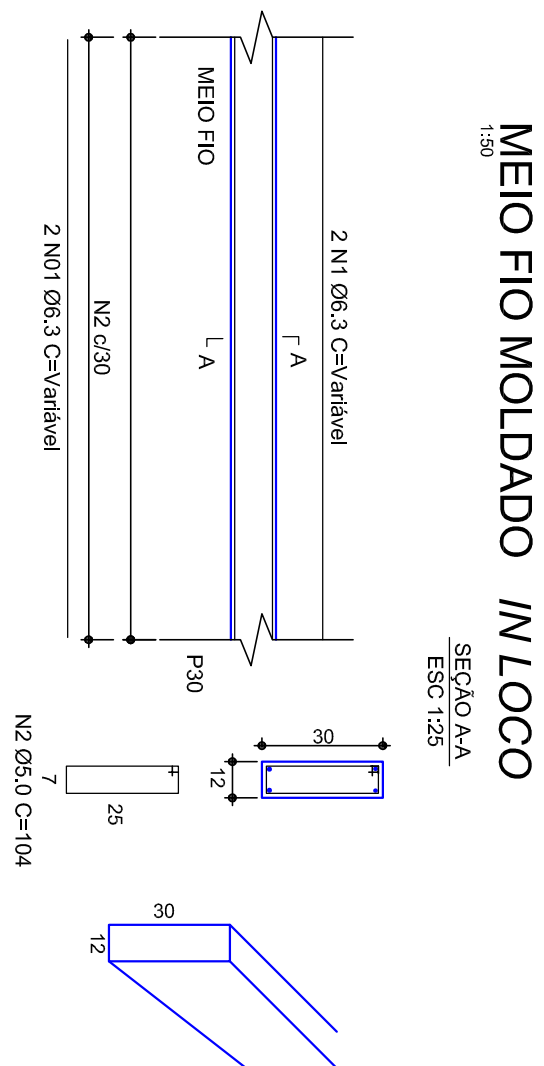 MEIO FIO MOLDADO IN LOCO
1:50
2 N1 Ø6.3 C=Variável
A
A
MEIO FIO
P30
N2 c/30
2 N01 Ø6.3 C=Variável
SEÇÃO A-A
ESC 1:25
30
12
25
7
N2 Ø5.0 C=104
30
12